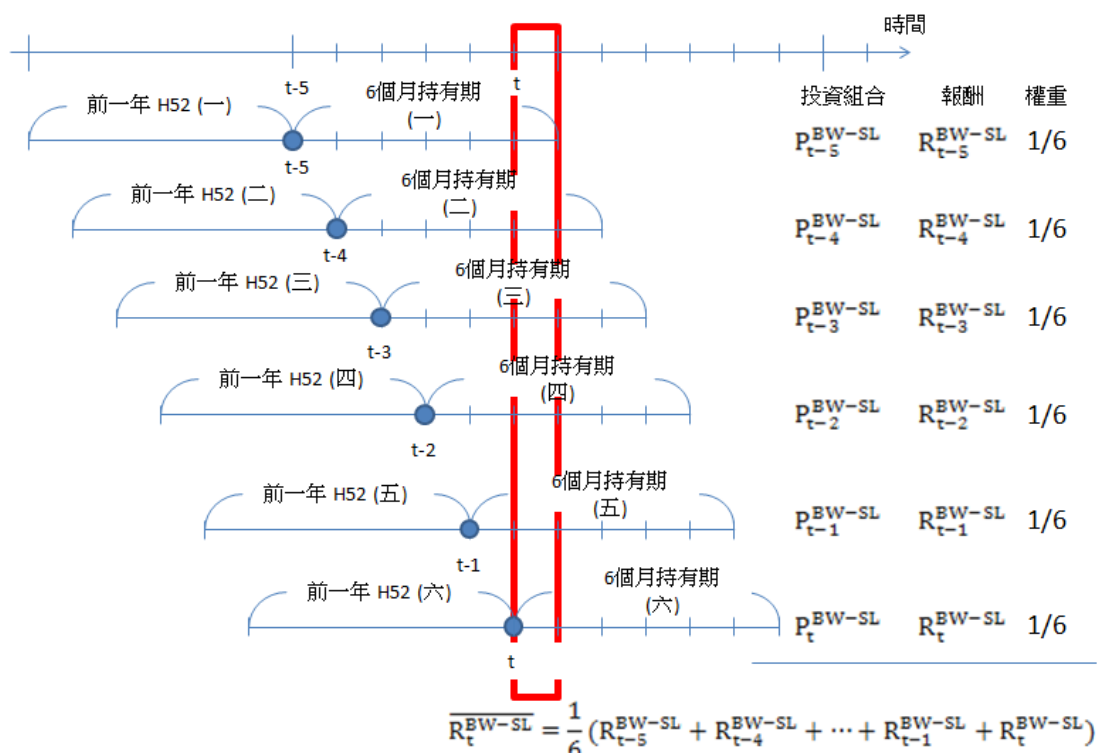 時間
t-5
t
前一年 H52 (一)
6個月持有期
(一)
t-5
投資組合 報酬 權重
P_{t-5}^{BW-SL} R_{t-5}^{BW-SL} 1/6
前一年 H52 (二)
6個月持有期
(二)
t-4
P_{t-4}^{BW-SL} R_{t-4}^{BW-SL} 1/6
前一年 H52 (三)
6個月持有期
(三)
t-3
P_{t-3}^{BW-SL} R_{t-3}^{BW-SL} 1/6
前一年 H52 (四)
6個月持有期
(四)
t-2
P_{t-2}^{BW-SL} R_{t-2}^{BW-SL} 1/6
前一年 H52 (五)
6個月持有期
(五)
t-1
P_{t-1}^{BW-SL} R_{t-1}^{BW-SL} 1/6
前一年 H52 (六)
6個月持有期
(六)
t
P_{t}^{BW-SL} R_{t}^{BW-SL} 1/6
\overline{R_{t}^{BW-SL}} = \frac{1}{6} (R_{t-5}^{BW-SL} + R_{t-4}^{BW-SL} + ⋯ + R_{t-1}^{BW-SL} + R_{t}^{BW-SL})